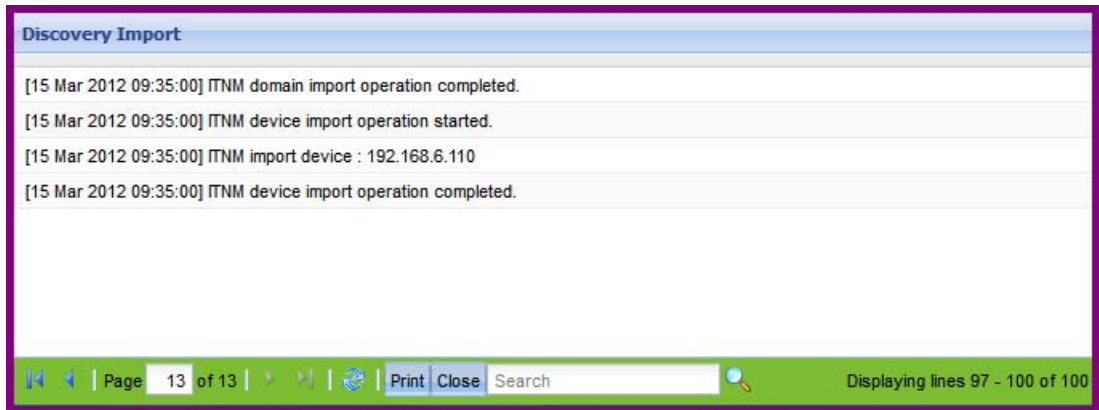 Discovery Import
[15 Mar 2012 09:35:00] ITNM domain import operation completed.
[15 Mar 2012 09:35:00] ITNM device import operation started.
[15 Mar 2012 09:35:00] ITNM import device : 192.168.6.110
[15 Mar 2012 09:35:00] ITNM device import operation completed.
Page 13 of 13 Print Close Search Displaying lines 97 - 100 of 100